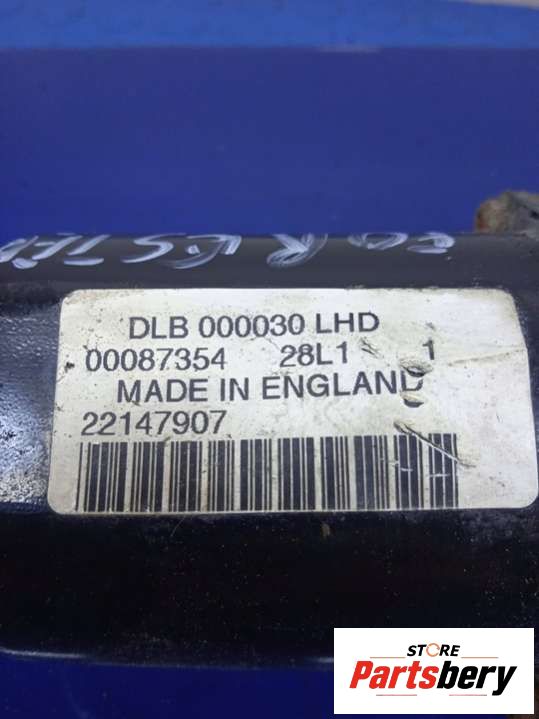 DLB 000030 LHD
00087354 28L1 1
MADE IN ENGLAND
22147907
STORE
Partsbery